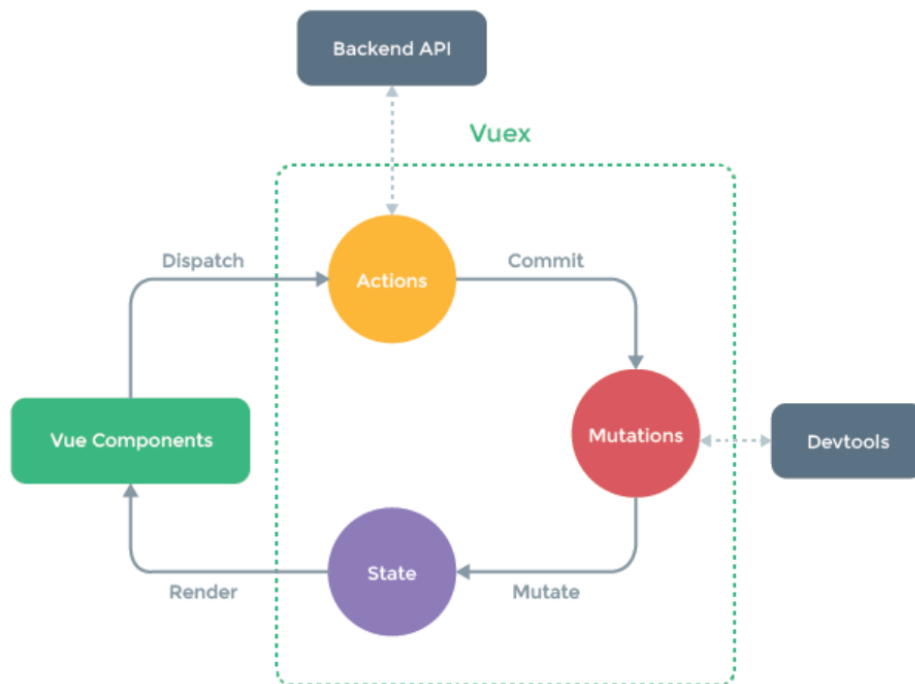 Backend API
Vuex
Dispatch
Commit
Actions
Vue Components
Mutations
Devtools
State
Render
Mutate